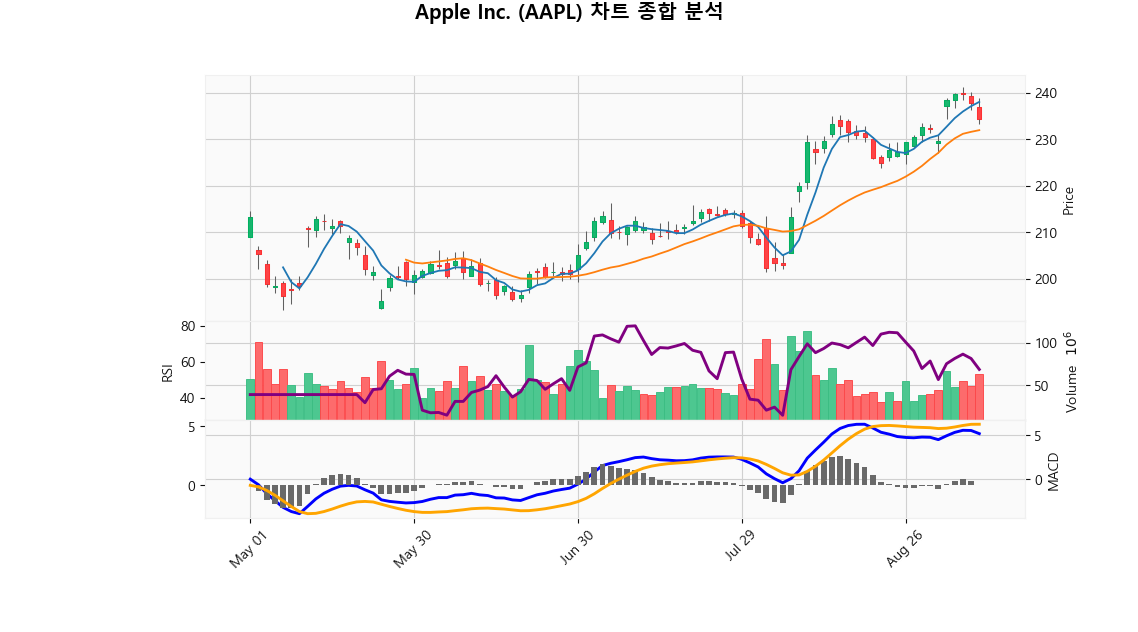 Apple Inc. (AAPL) 차트 종합 분석
240
230
220
210
200
Price
80
60
40
RSI
100
50
Volume 10^6
5
0
5
0
MACD
May 01
May 30
Jun 30
Jul 29
Aug 26